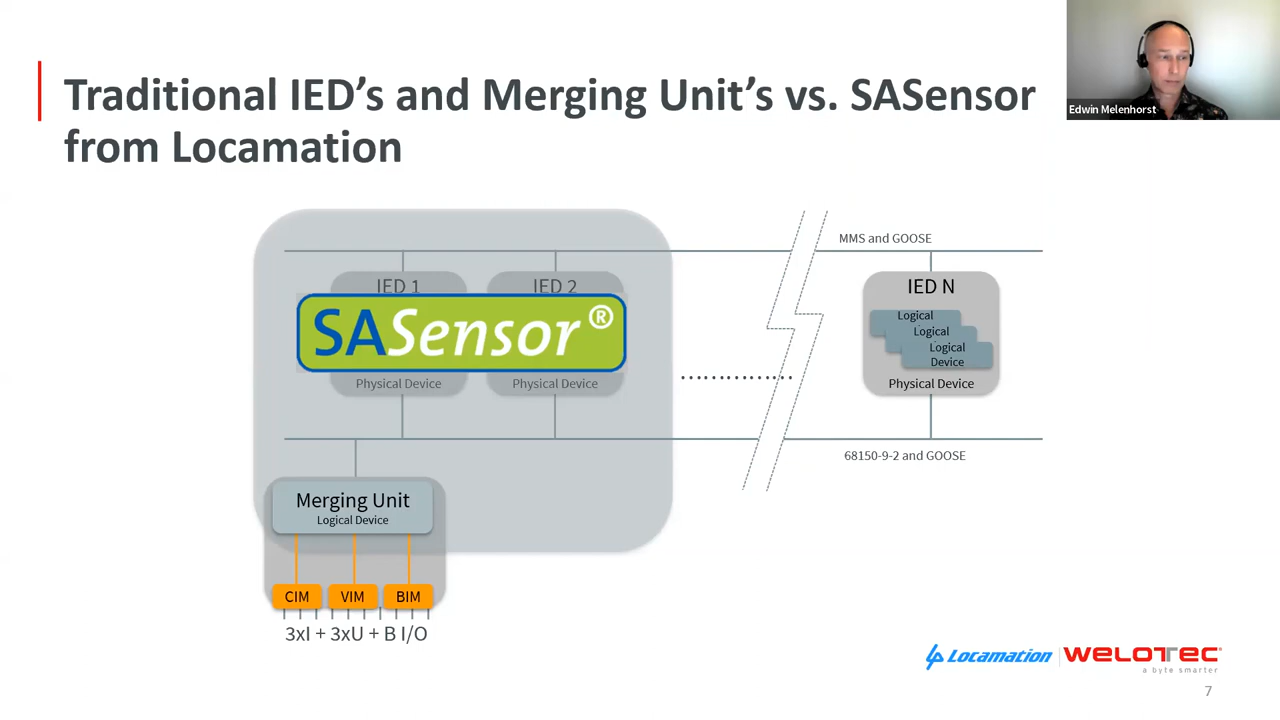 Edwin Melenhorst
Traditional IED’s and Merging Unit’s vs. SASensor
from Locamation
MMS and GOOSE
IED 1
IED 2
IED N
SASensor®
Logical
Logical
Logical
Device
Physical Device
Physical Device
Physical Device
68150-9-2 and GOOSE
Merging Unit
Logical Device
CIM
VIM
BIM
3xI + 3xU + B I/O
Locamation
WELOTEC
a byte smarter
7